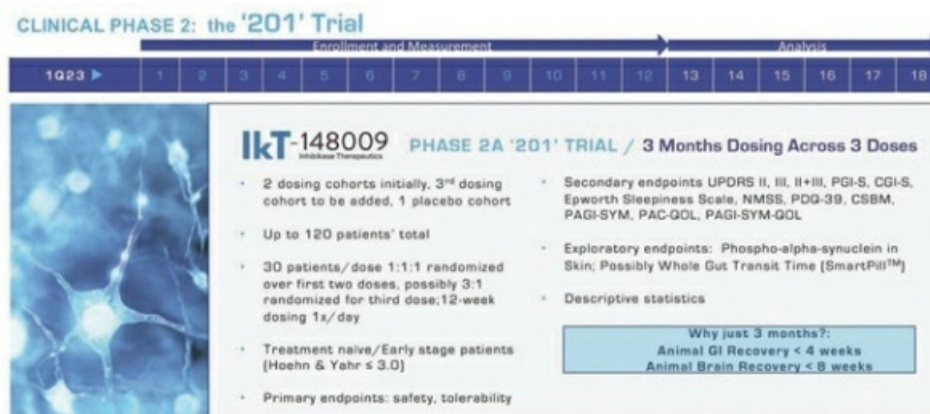 CLINICAL PHASE 2: the '201' Trial
Enrollment and Measurement
Analysis
1Q23 1 2 3 4 5 6 7 8 9 10 11 12 13 14 15 16 17 18
IkT-148009
Inhibikase Therapeutics
PHASE 2A '201' TRIAL / 3 Months Dosing Across 3 Doses
• 2 dosing cohorts initially, 3rd dosing
cohort to be added, 1 placebo cohort
• Up to 120 patients' total
• 30 patients/dose 1:1:1 randomized
over first two doses, possibly 3:1
randomized for third dose;12-week
dosing 1x/day
• Treatment naïve/Early stage patients
(Hoehn & Yahr ≤ 3.0)
• Primary endpoints: safety, tolerability
• Secondary endpoints UPDRS II, III, II+III, PGI-S, CGI-S,
Epworth Sleepiness Scale, NMSS, PDQ-39, CSBM,
PAGI-SYM, PAC-QOL, PAGI-SYM-QOL
• Exploratory endpoints: Phospho-alpha-synuclein in
Skin; Possibly Whole Gut Transit Time (SmartPill™)
• Descriptive statistics
Why just 3 months?:
Animal GI Recovery < 4 weeks
Animal Brain Recovery < 8 weeks